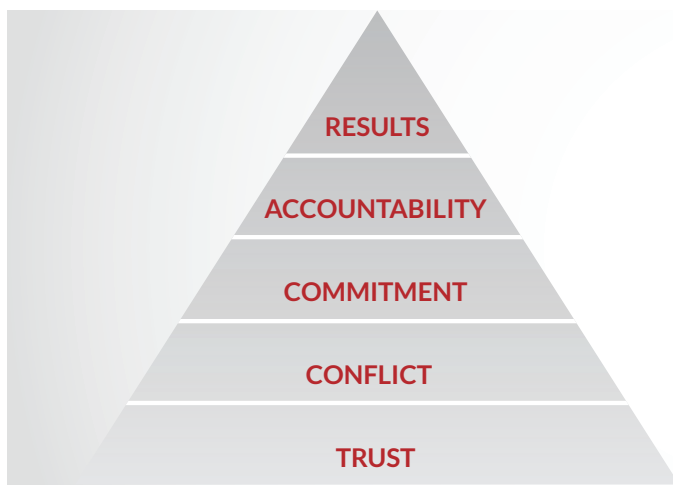 RESULTS
ACCOUNTABILITY
COMMITMENT
CONFLICT
TRUST